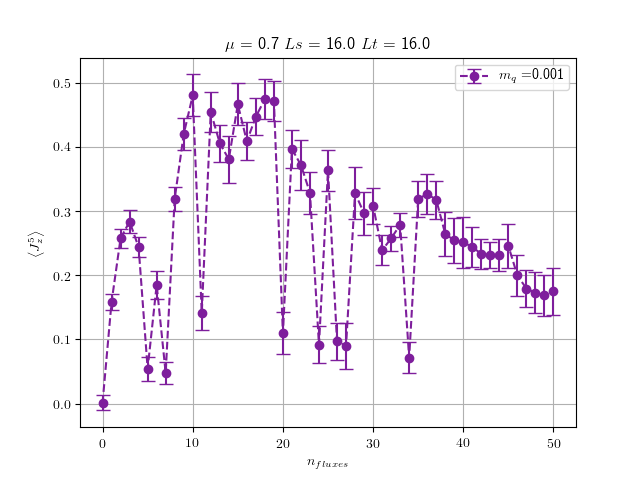 μ = 0.7 Ls = 16.0 Lt = 16.0
m_q =0.001
⟨J_z^5⟩
0.5
0.4
0.3
0.2
0.1
0.0
0 10 20 30 40 50
n_fluxes